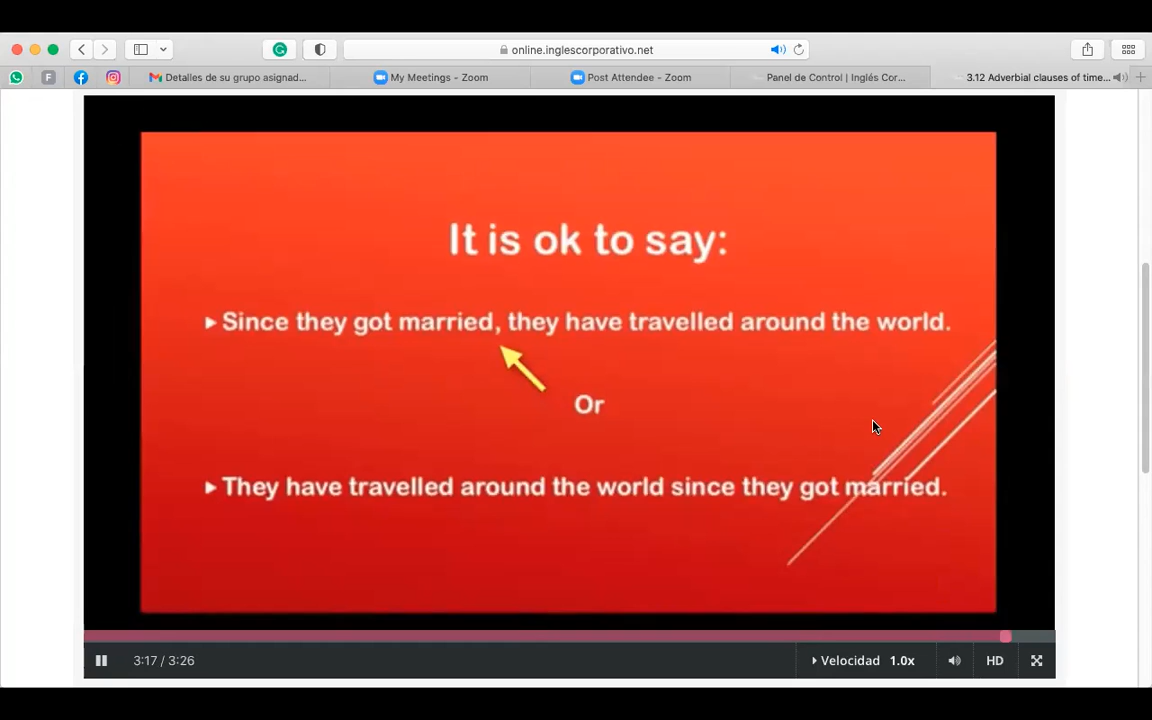 online.inglescorporativo.net
Detalles de su grupo asignad...
My Meetings - Zoom
Post Attendee - Zoom
Panel de Control | Inglés Cor...
3.12 Adverbial clauses of time...
It is ok to say:
Since they got married, they have travelled around the world.
Or
They have travelled around the world since they got married.
3:17 / 3:26
Velocidad 1.0x
HD